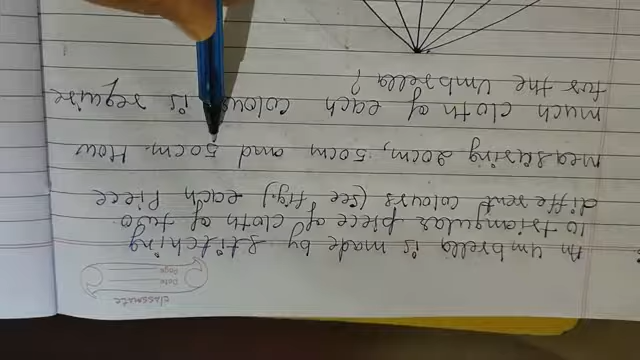 classmate
Date
Page
An umbrella is made by stitching
10 triangular piece of cloth of two
different colours (see fig.) each Piece
measuring 20cm, 50cm and 50cm. How
much cloth of each colour is require
for the Umbrella?